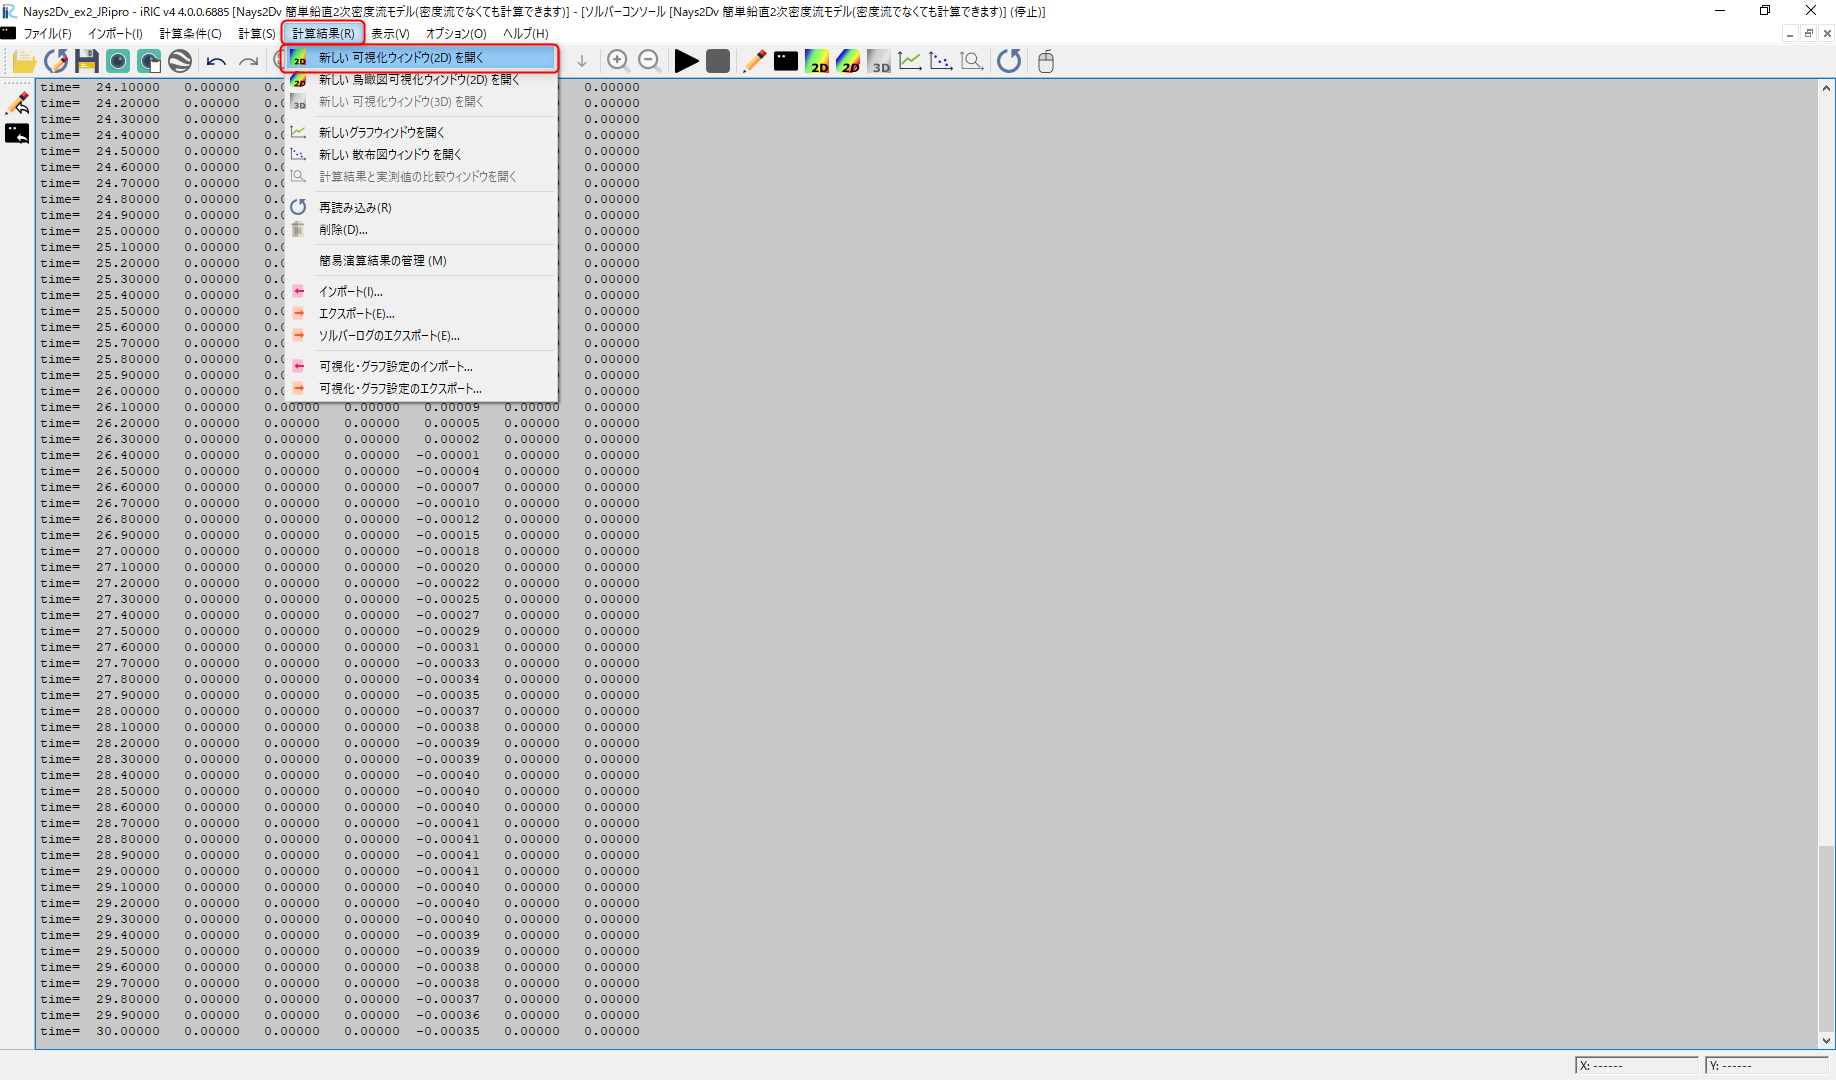 Nays2Dv_ex2_JRipro - iRIC v4 4.0.0.6885 [Nays2Dv 簡単鉛直2次密度流モデル(密度流でなくても計算できます)] - [ソルバーコンソール [Nays2Dv 簡単鉛直2次密度流モデル(密度流でなくても計算できます)] (停止)]
ファイル(F) インポート(I) 計算条件(C) 計算(S) 計算結果(R) 表示(V) オプション(O) ヘルプ(H)
新しい 可視化ウィンドウ(2D) を開く
新しい 鳥瞰図可視化ウィンドウ(2D) を開く
新しい 可視化ウィンドウ(3D) を開く
新しいグラフウィンドウを開く
新しい 散布図ウィンドウ を開く
計算結果と実測値の比較ウィンドウを開く
再読み込み(R)
削除(D)...
簡易演算結果の管理 (M)
インポート(I)...
エクスポート(E)...
ソルバーログのエクスポート(E)...
可視化・グラフ設定のインポート...
可視化・グラフ設定のエクスポート...
time= 24.10000 0.00000 0.0 0.00000
time= 24.20000 0.00000 0.0 0.00000
time= 24.30000 0.00000 0.0 0.00000
time= 24.40000 0.00000 0.0 0.00000
time= 24.50000 0.00000 0.0 0.00000
time= 24.60000 0.00000 0.0 0.00000
time= 24.70000 0.00000 0.0 0.00000
time= 24.80000 0.00000 0.0 0.00000
time= 24.90000 0.00000 0.0 0.00000
time= 25.00000 0.00000 0.0 0.00000
time= 25.10000 0.00000 0.0 0.00000
time= 25.20000 0.00000 0.0 0.00000
time= 25.30000 0.00000 0.0 0.00000
time= 25.40000 0.00000 0.0 0.00000
time= 25.50000 0.00000 0.0 0.00000
time= 25.60000 0.00000 0.0 0.00000
time= 25.70000 0.00000 0.0 0.00000
time= 25.80000 0.00000 0.0 0.00000
time= 25.90000 0.00000 0.0 0.00000
time= 26.00000 0.00000 0.0 0.00000
time= 26.10000 0.00000 0.00000 0.00000 0.00009 0.00000 0.00000
time= 26.20000 0.00000 0.00000 0.00000 0.00005 0.00000 0.00000
time= 26.30000 0.00000 0.00000 0.00000 0.00002 0.00000 0.00000
time= 26.40000 0.00000 0.00000 0.00000 -0.00001 0.00000 0.00000
time= 26.50000 0.00000 0.00000 0.00000 -0.00004 0.00000 0.00000
time= 26.60000 0.00000 0.00000 0.00000 -0.00007 0.00000 0.00000
time= 26.70000 0.00000 0.00000 0.00000 -0.00010 0.00000 0.00000
time= 26.80000 0.00000 0.00000 0.00000 -0.00012 0.00000 0.00000
time= 26.90000 0.00000 0.00000 0.00000 -0.00015 0.00000 0.00000
time= 27.00000 0.00000 0.00000 0.00000 -0.00018 0.00000 0.00000
time= 27.10000 0.00000 0.00000 0.00000 -0.00020 0.00000 0.00000
time= 27.20000 0.00000 0.00000 0.00000 -0.00022 0.00000 0.00000
time= 27.30000 0.00000 0.00000 0.00000 -0.00025 0.00000 0.00000
time= 27.40000 0.00000 0.00000 0.00000 -0.00027 0.00000 0.00000
time= 27.50000 0.00000 0.00000 0.00000 -0.00029 0.00000 0.00000
time= 27.60000 0.00000 0.00000 0.00000 -0.00031 0.00000 0.00000
time= 27.70000 0.00000 0.00000 0.00000 -0.00033 0.00000 0.00000
time= 27.80000 0.00000 0.00000 0.00000 -0.00034 0.00000 0.00000
time= 27.90000 0.00000 0.00000 0.00000 -0.00035 0.00000 0.00000
time= 28.00000 0.00000 0.00000 0.00000 -0.00037 0.00000 0.00000
time= 28.10000 0.00000 0.00000 0.00000 -0.00038 0.00000 0.00000
time= 28.20000 0.00000 0.00000 0.00000 -0.00039 0.00000 0.00000
time= 28.30000 0.00000 0.00000 0.00000 -0.00039 0.00000 0.00000
time= 28.40000 0.00000 0.00000 0.00000 -0.00040 0.00000 0.00000
time= 28.50000 0.00000 0.00000 0.00000 -0.00040 0.00000 0.00000
time= 28.60000 0.00000 0.00000 0.00000 -0.00040 0.00000 0.00000
time= 28.70000 0.00000 0.00000 0.00000 -0.00041 0.00000 0.00000
time= 28.80000 0.00000 0.00000 0.00000 -0.00041 0.00000 0.00000
time= 28.90000 0.00000 0.00000 0.00000 -0.00041 0.00000 0.00000
time= 29.00000 0.00000 0.00000 0.00000 -0.00041 0.00000 0.00000
time= 29.10000 0.00000 0.00000 0.00000 -0.00040 0.00000 0.00000
time= 29.20000 0.00000 0.00000 0.00000 -0.00040 0.00000 0.00000
time= 29.30000 0.00000 0.00000 0.00000 -0.00040 0.00000 0.00000
time= 29.40000 0.00000 0.00000 0.00000 -0.00039 0.00000 0.00000
time= 29.50000 0.00000 0.00000 0.00000 -0.00039 0.00000 0.00000
time= 29.60000 0.00000 0.00000 0.00000 -0.00038 0.00000 0.00000
time= 29.70000 0.00000 0.00000 0.00000 -0.00038 0.00000 0.00000
time= 29.80000 0.00000 0.00000 0.00000 -0.00037 0.00000 0.00000
time= 29.90000 0.00000 0.00000 0.00000 -0.00036 0.00000 0.00000
time= 30.00000 0.00000 0.00000 0.00000 -0.00035 0.00000 0.00000
X: ------ Y: ------